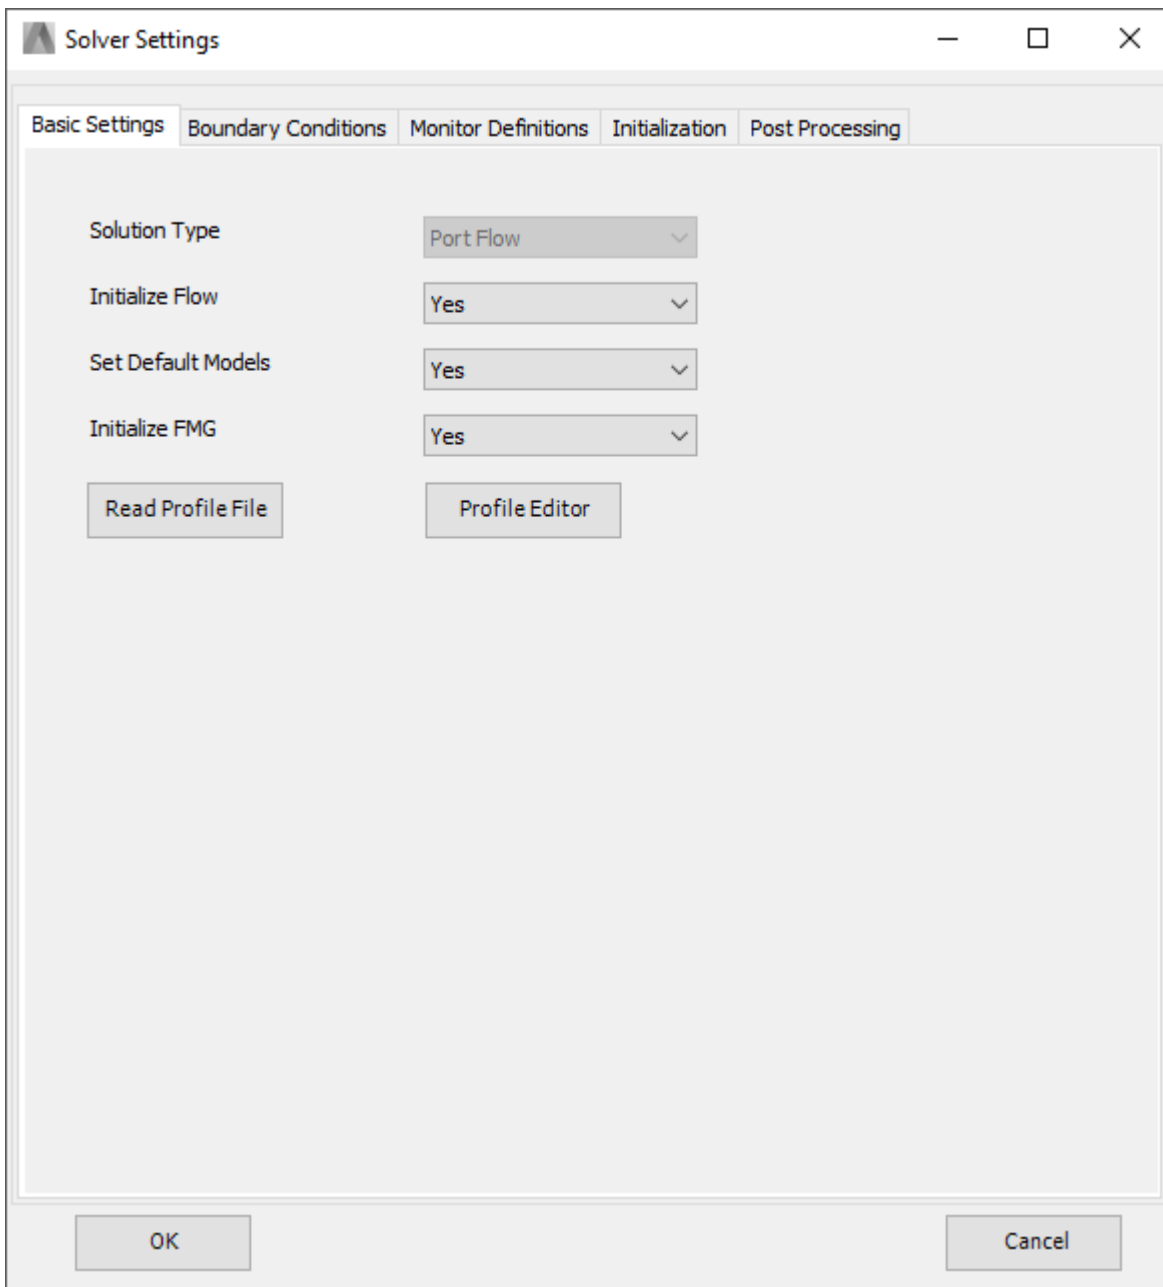 Solver Settings
Basic Settings Boundary Conditions Monitor Definitions Initialization Post Processing
Solution Type Port Flow
Initialize Flow Yes
Set Default Models Yes
Initialize FMG Yes
Read Profile File Profile Editor
OK Cancel